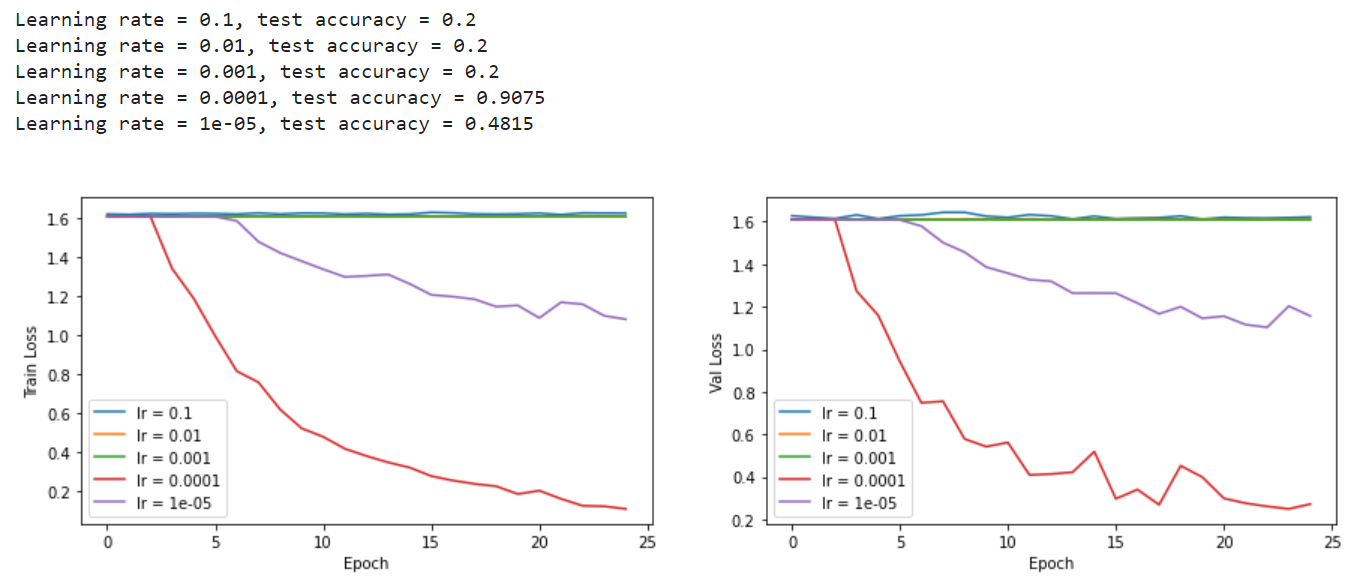 Learning rate = 0.1, test accuracy = 0.2
Learning rate = 0.01, test accuracy = 0.2
Learning rate = 0.001, test accuracy = 0.2
Learning rate = 0.0001, test accuracy = 0.9075
Learning rate = 1e-05, test accuracy = 0.4815
1.6
1.4
1.2
1.0
0.8
0.6
0.4
0.2
Train Loss
lr = 0.1
lr = 0.01
lr = 0.001
lr = 0.0001
lr = 1e-05
0 5 10 15 20 25
Epoch
1.6
1.4
1.2
1.0
0.8
0.6
0.4
0.2
Val Loss
lr = 0.1
lr = 0.01
lr = 0.001
lr = 0.0001
lr = 1e-05
0 5 10 15 20 25
Epoch